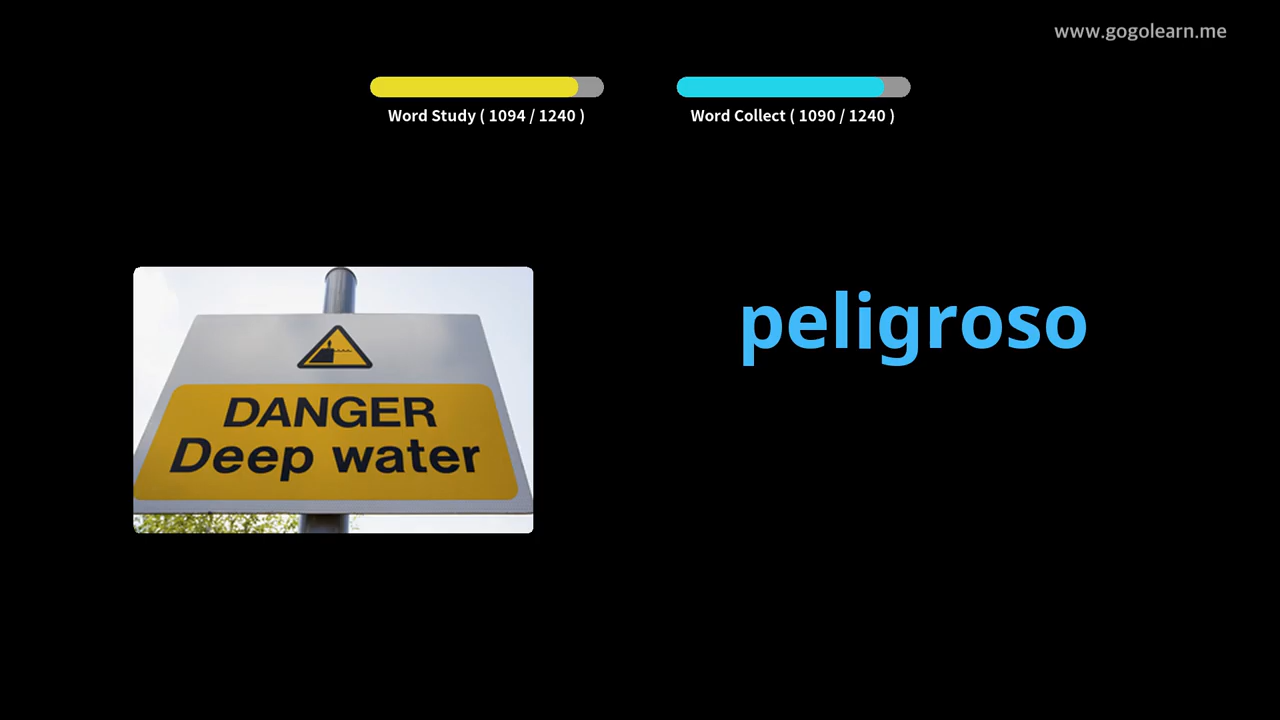 www.gogolearn.me
Word Study ( 1094 / 1240 )
Word Collect ( 1090 / 1240 )
DANGER
Deep water
peligroso